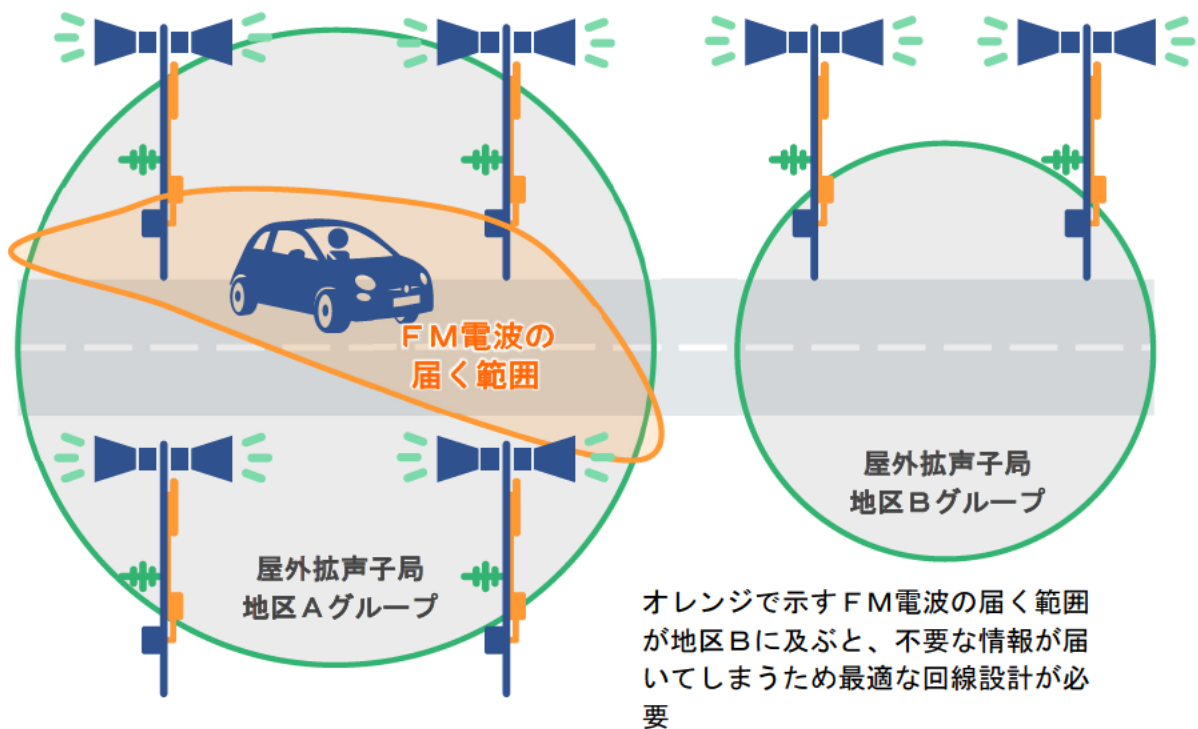 ＦＭ電波の
届く範囲
屋外拡声子局
地区Ａグループ
屋外拡声子局
地区Ｂグループ
オレンジで示すＦＭ電波の届く範囲
が地区Ｂに及ぶと、不要な情報が届
いてしまうため最適な回線設計が必
要